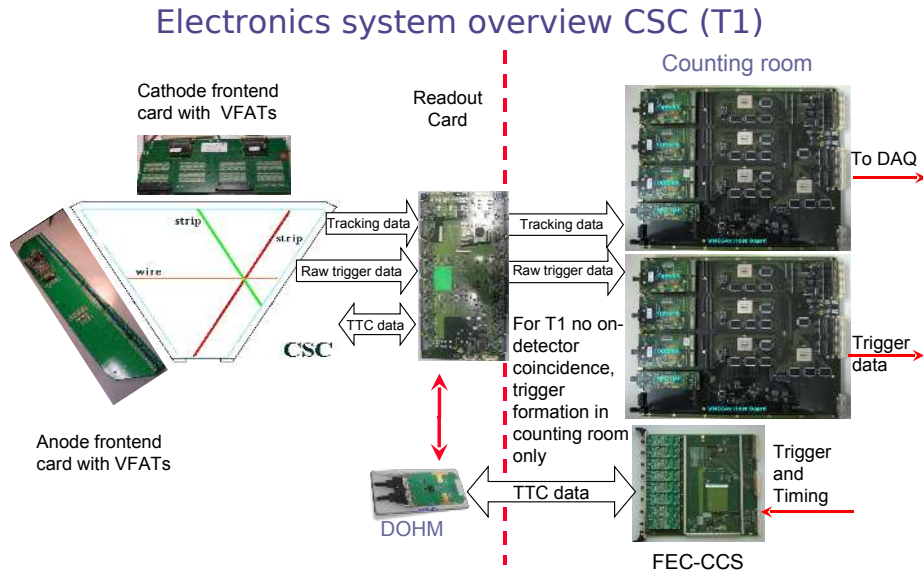 Electronics system overview CSC (T1)
Counting room
Cathode frontend
card with VFATs
Readout
Card
To DAQ
strip
strip
wire
CSC
Tracking data
Raw trigger data
TTC data
Tracking data
Raw trigger data
For T1 no on-
detector
coincidence,
trigger
formation in
counting room
only
Trigger
data
Anode frontend
card with VFATs
DOHM
TTC data
Trigger
and
Timing
FEC-CCS